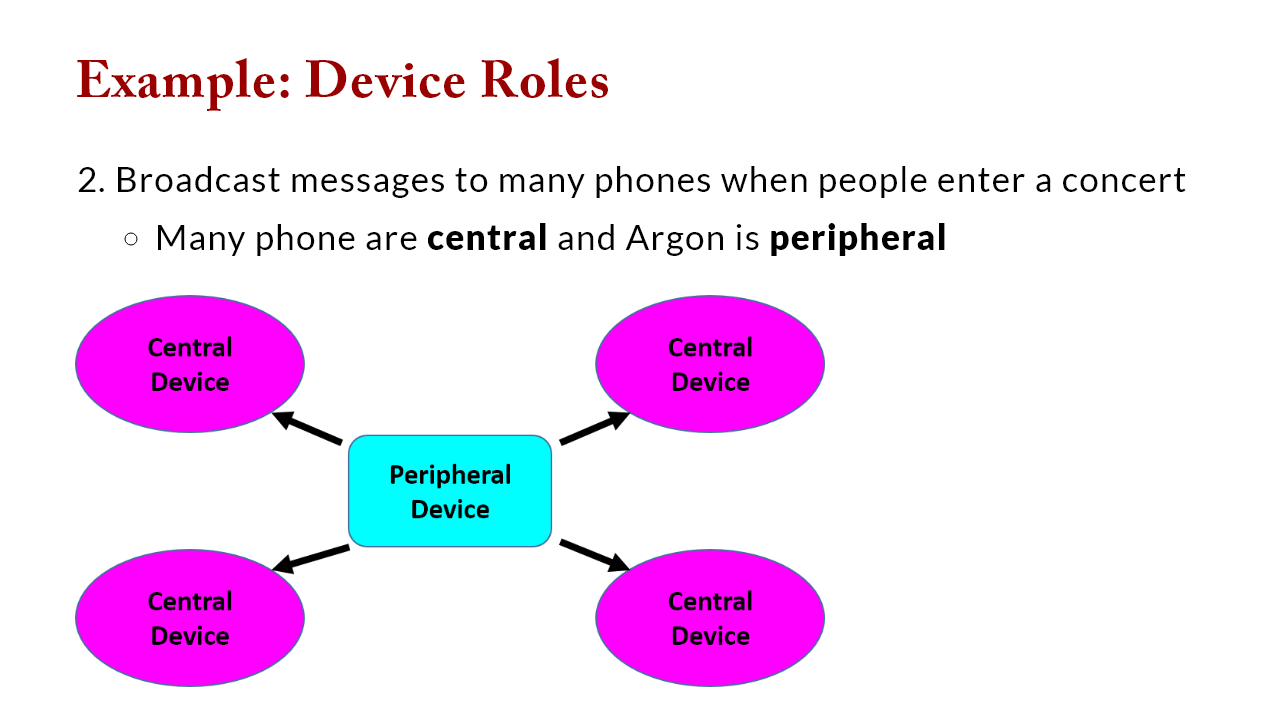 Example: Device Roles
2. Broadcast messages to many phones when people enter a concert
○ Many phone are central and Argon is peripheral
Central
Device
Central
Device
Peripheral
Device
Central
Device
Central
Device